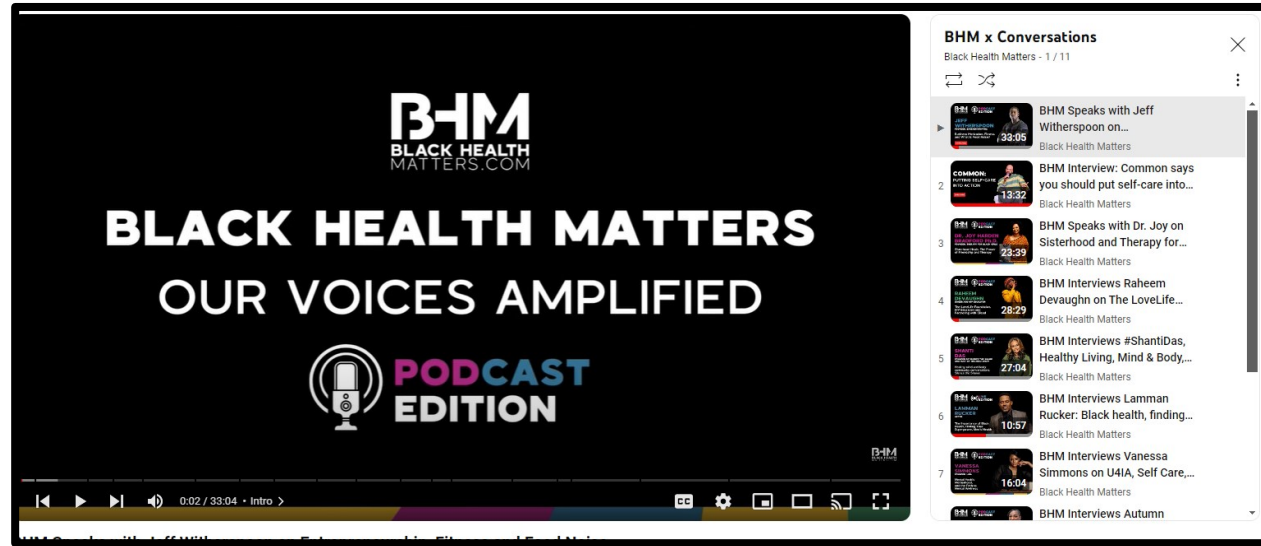 BHM
BLACK HEALTH
MATTERS.COM
BLACK HEALTH MATTERS
OUR VOICES AMPLIFIED
PODCAST
EDITION
BHM
0:02 / 33:04 • Intro
CC
BHM x Conversations
Black Health Matters - 1 / 11
33:05
BHM Speaks with Jeff
Witherspoon on...
Black Health Matters
2
COMMON:
13:32
BHM Interview: Common says
you should put self-care into...
Black Health Matters
3
23:39
BHM Speaks with Dr. Joy on
Sisterhood and Therapy for...
Black Health Matters
4
28:29
BHM Interviews Raheem
Devaughn on The LoveLife...
Black Health Matters
5
27:04
BHM Interviews #ShantiDas,
Healthy Living, Mind & Body,...
Black Health Matters
6
10:57
BHM Interviews Lamman
Rucker: Black health, finding...
Black Health Matters
7
16:04
BHM Interviews Vanessa
Simmons on U4IA, Self Care,...
Black Health Matters
BHM Interviews Autumn